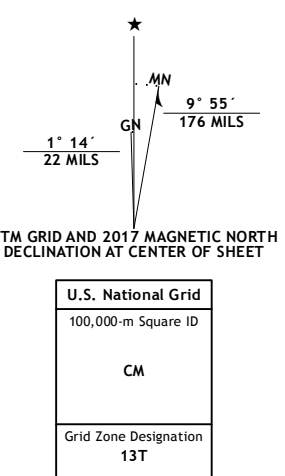 MN
9° 55´
176 MILS
GN
1° 14´
22 MILS
TM GRID AND 2017 MAGNETIC NORTH
DECLINATION AT CENTER OF SHEET
U.S. National Grid
100,000-m Square ID
CM
Grid Zone Designation
13T